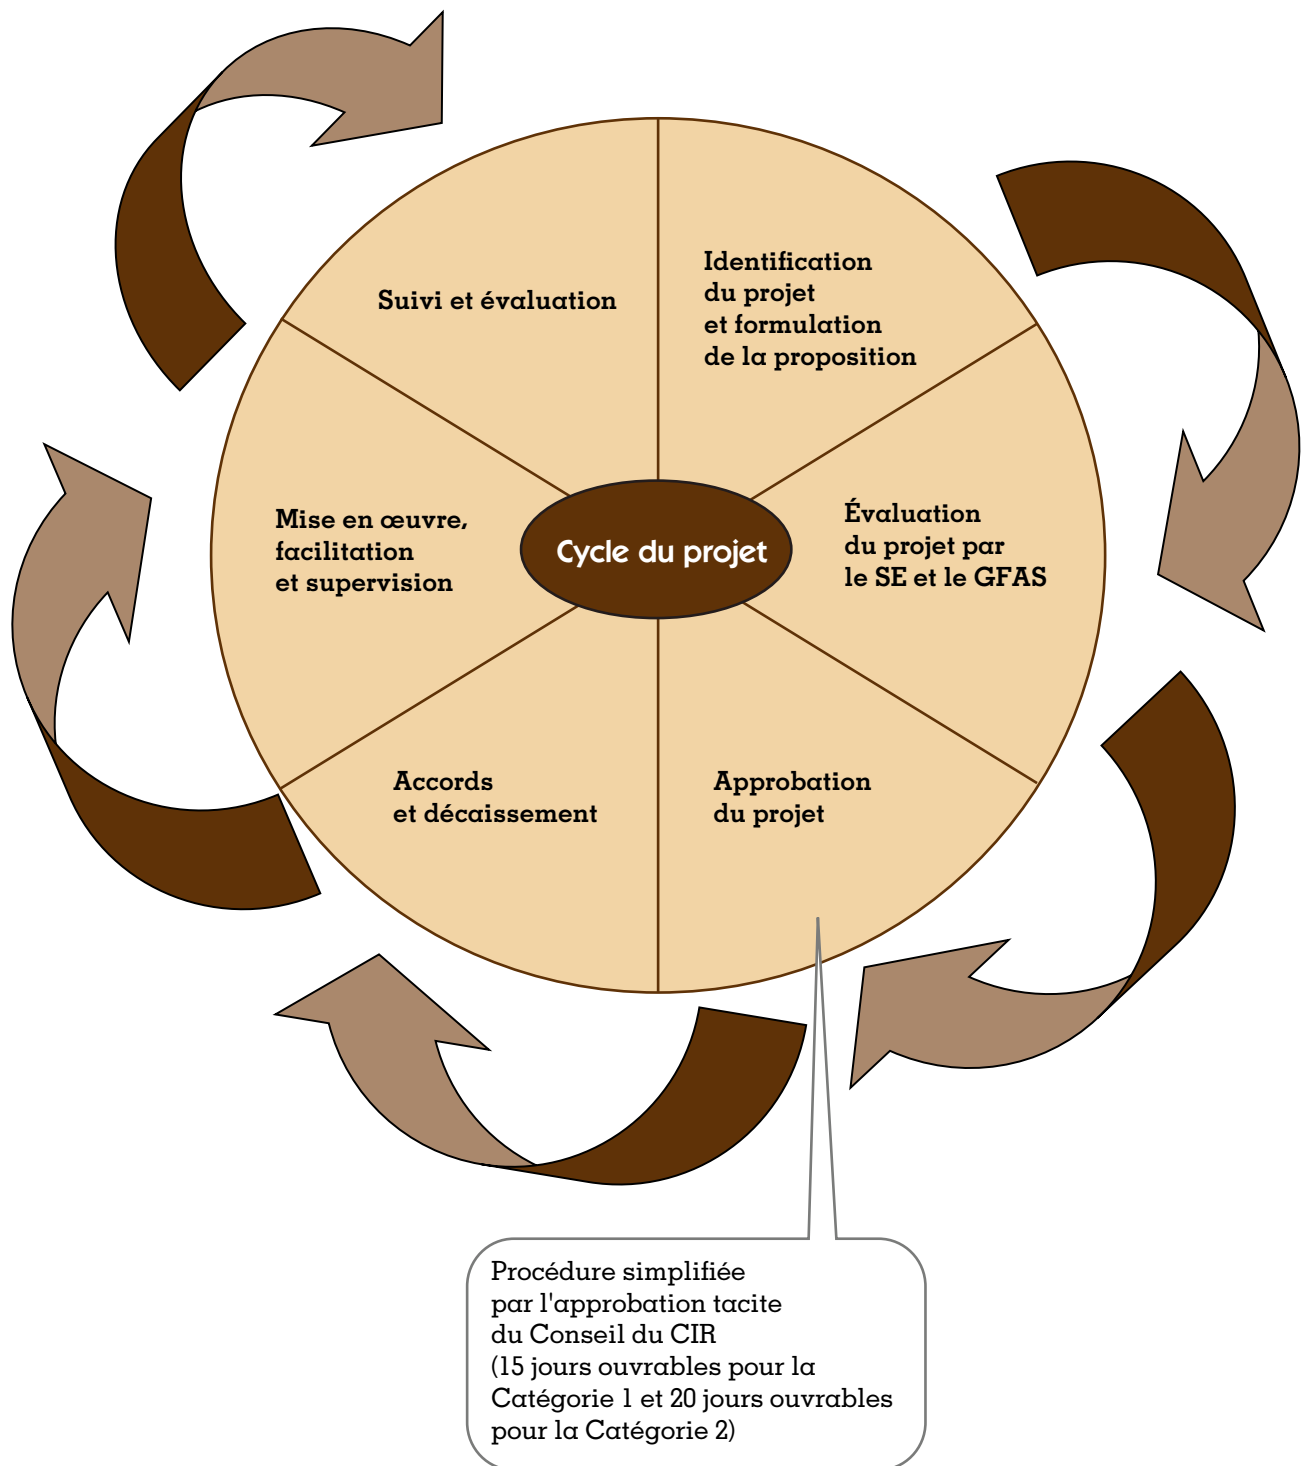 Suivi et évaluation
Identification
du projet
et formulation
de la proposition
Mise en œuvre,
facilitation
et supervision
Cycle du projet
Évaluation
du projet par
le SE et le GFAS
Accords
et décaissement
Approbation
du projet
Procédure simplifiée
par l'approbation tacite
du Conseil du CIR
(15 jours ouvrables pour la
Catégorie 1 et 20 jours ouvrables
pour la Catégorie 2)